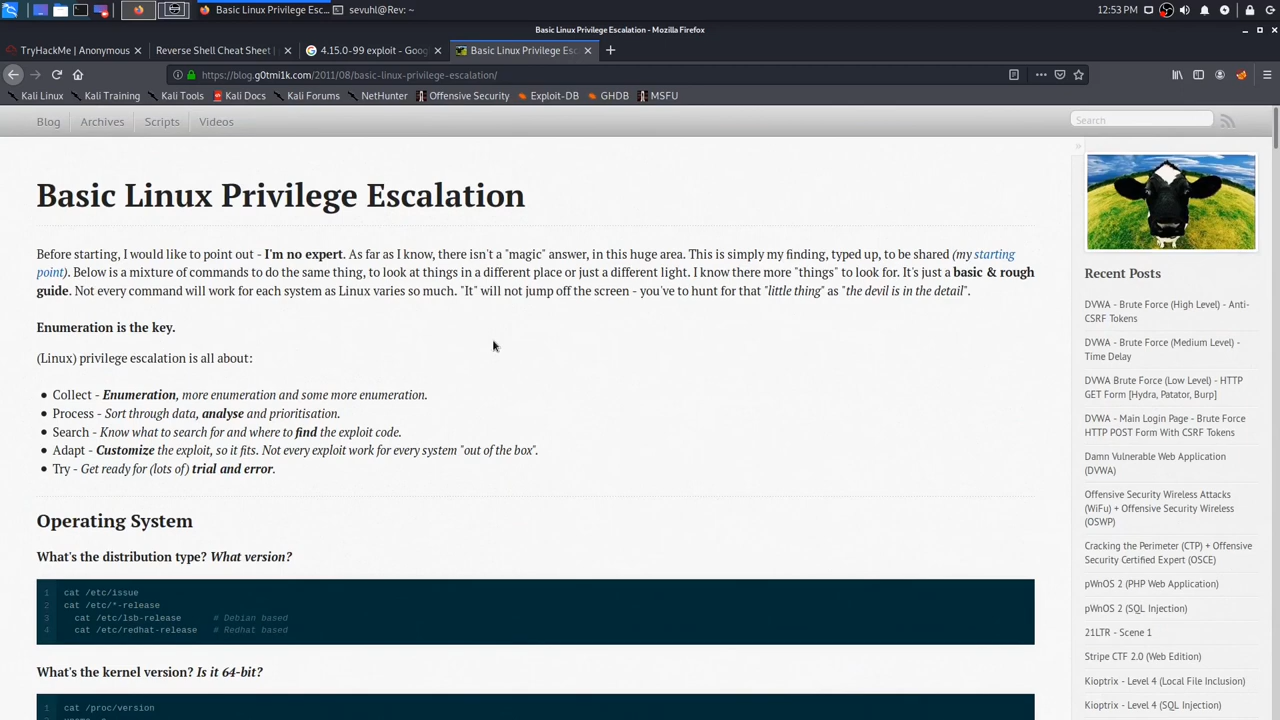 Basic Linux Privilege Esc...
sevuhl@Rev: ~
12:53 PM
Basic Linux Privilege Escalation - Mozilla Firefox
TryHackMe | Anonymous
Reverse Shell Cheat Sheet |
4.15.0-99 exploit - Goog
Basic Linux Privilege Esc
https://blog.g0tmi1k.com/2011/08/basic-linux-privilege-escalation/
Kali Linux
Kali Training
Kali Tools
Kali Docs
Kali Forums
NetHunter
Offensive Security
Exploit-DB
GHDB
MSFU
Blog
Archives
Scripts
Videos
Search
»
Basic Linux Privilege Escalation
Before starting, I would like to point out - I'm no expert. As far as I know, there isn't a "magic" answer, in this huge area. This is simply my finding, typed up, to be shared (my starting
point). Below is a mixture of commands to do the same thing, to look at things in a different place or just a different light. I know there more "things" to look for. It's just a basic & rough
guide. Not every command will work for each system as Linux varies so much. "It" will not jump off the screen - you've to hunt for that "little thing" as "the devil is in the detail".
Enumeration is the key.
(Linux) privilege escalation is all about:
• Collect - Enumeration, more enumeration and some more enumeration.
• Process - Sort through data, analyse and prioritisation.
• Search - Know what to search for and where to find the exploit code.
• Adapt - Customize the exploit, so it fits. Not every exploit work for every system "out of the box".
• Try - Get ready for (lots of) trial and error.
Operating System
What's the distribution type? What version?
1 cat /etc/issue
2 cat /etc/*-release
3 cat /etc/lsb-release # Debian based
4 cat /etc/redhat-release # Redhat based
What's the kernel version? Is it 64-bit?
1 cat /proc/version
Recent Posts
DVWA - Brute Force (High Level) - Anti-
CSRF Tokens
DVWA - Brute Force (Medium Level) -
Time Delay
DVWA Brute Force (Low Level) - HTTP
GET Form [Hydra, Patator, Burp]
DVWA - Main Login Page - Brute Force
HTTP POST Form With CSRF Tokens
Damn Vulnerable Web Application
(DVWA)
Offensive Security Wireless Attacks
(WiFu) + Offensive Security Wireless
(OSWP)
Cracking the Perimeter (CTP) + Offensive
Security Certified Expert (OSCE)
pWnOS 2 (PHP Web Application)
pWnOS 2 (SQL Injection)
21LTR - Scene 1
Stripe CTF 2.0 (Web Edition)
Kioptrix - Level 4 (Local File Inclusion)
Kioptrix - Level 4 (SQL Injection)